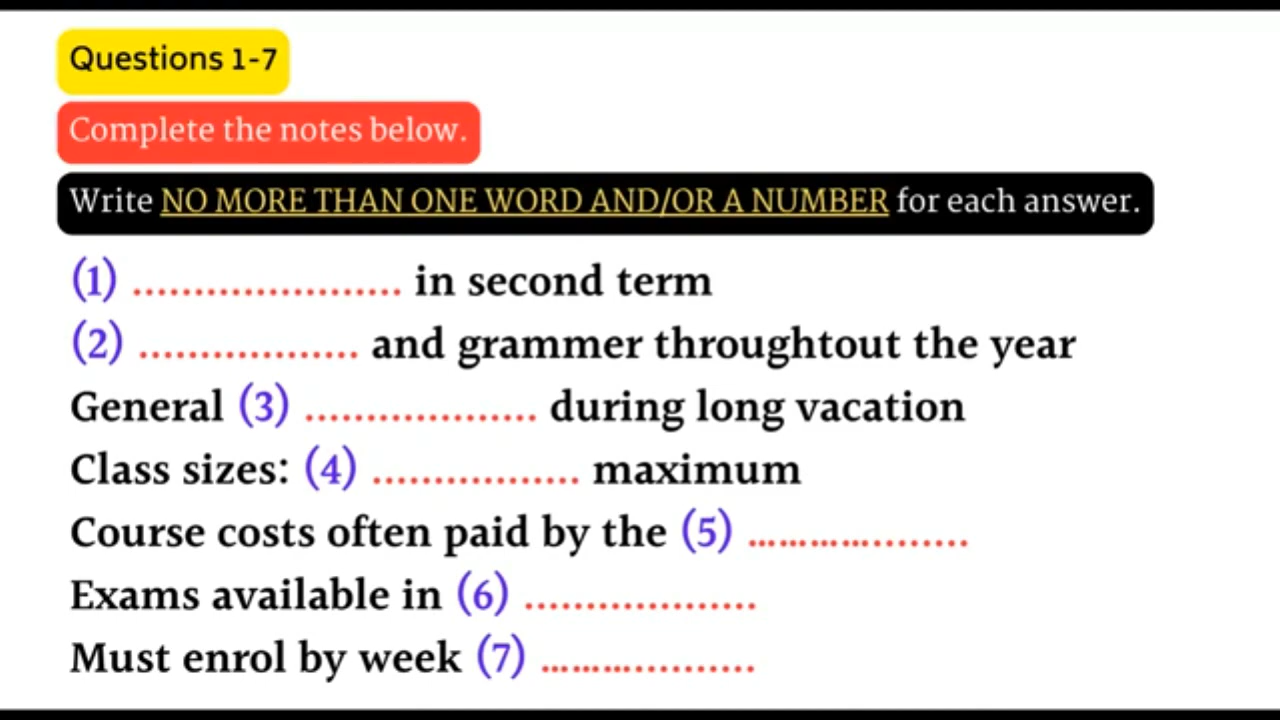 Questions 1-7
Complete the notes below.
Write NO MORE THAN ONE WORD AND/OR A NUMBER for each answer.
(1) ...................... in second term
(2) .................. and grammer throughtout the year
General (3) ................... during long vacation
Class sizes: (4) ................. maximum
Course costs often paid by the (5) ....................
Exams available in (6) ...................
Must enrol by week (7) ...................